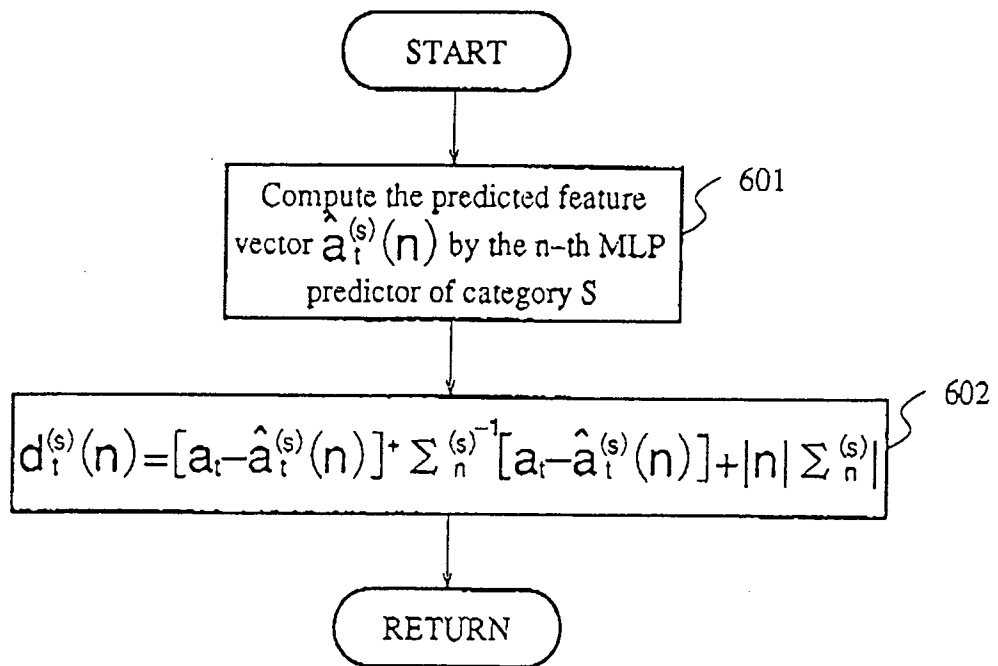 START
Compute the predicted feature
vector â_t^(s)(n) by the n-th MLP
predictor of category S
601
d_t^(s)(n)=[a_t-â_t^(s)(n)]^+ Σ_n^(s)^-1 [a_t-â_t^(s)(n)]+|n| Σ_n^(s)|
602
RETURN